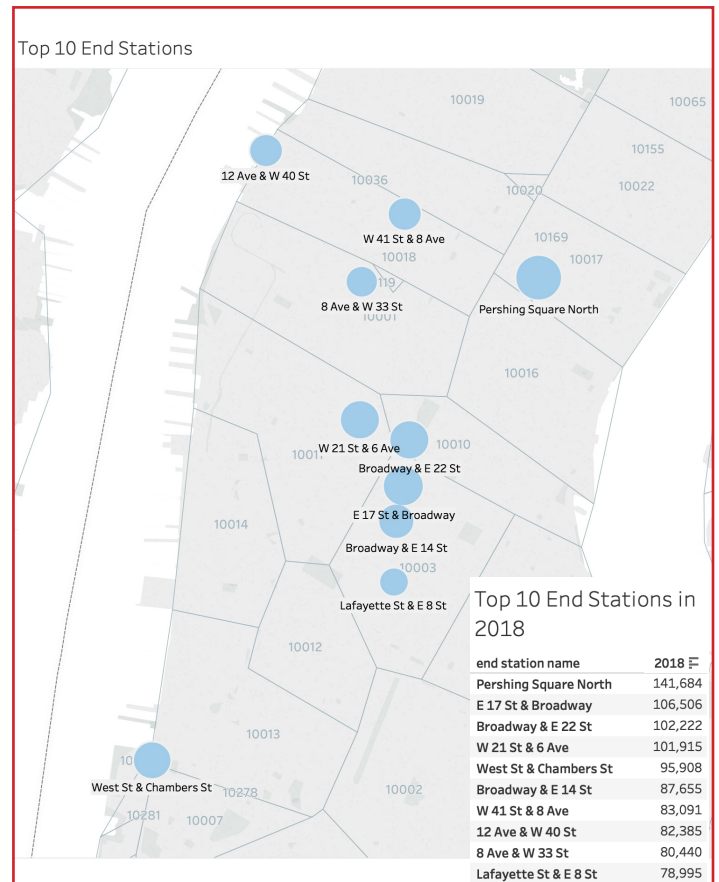 Top 10 End Stations
10019
10065
10155
12 Ave & W 40 St
10036
10020
10022
W 41 St & 8 Ave
10169
10018
10017
119
8 Ave & W 33 St
Pershing Square North
10001
10016
W 21 St & 6 Ave
10010
1001
Broadway & E 22 St
E 17 St & Broadway
10014
Broadway & E 14 St
10003
Lafayette St & E 8 St
10012
10013
10
West St & Chambers St
10278
10002
10281
10007
Top 10 End Stations in
2018
end station name 2018
Pershing Square North 141,684
E 17 St & Broadway 106,506
Broadway & E 22 St 102,222
W 21 St & 6 Ave 101,915
West St & Chambers St 95,908
Broadway & E 14 St 87,655
W 41 St & 8 Ave 83,091
12 Ave & W 40 St 82,385
8 Ave & W 33 St 80,440
Lafayette St & E 8 St 78,995